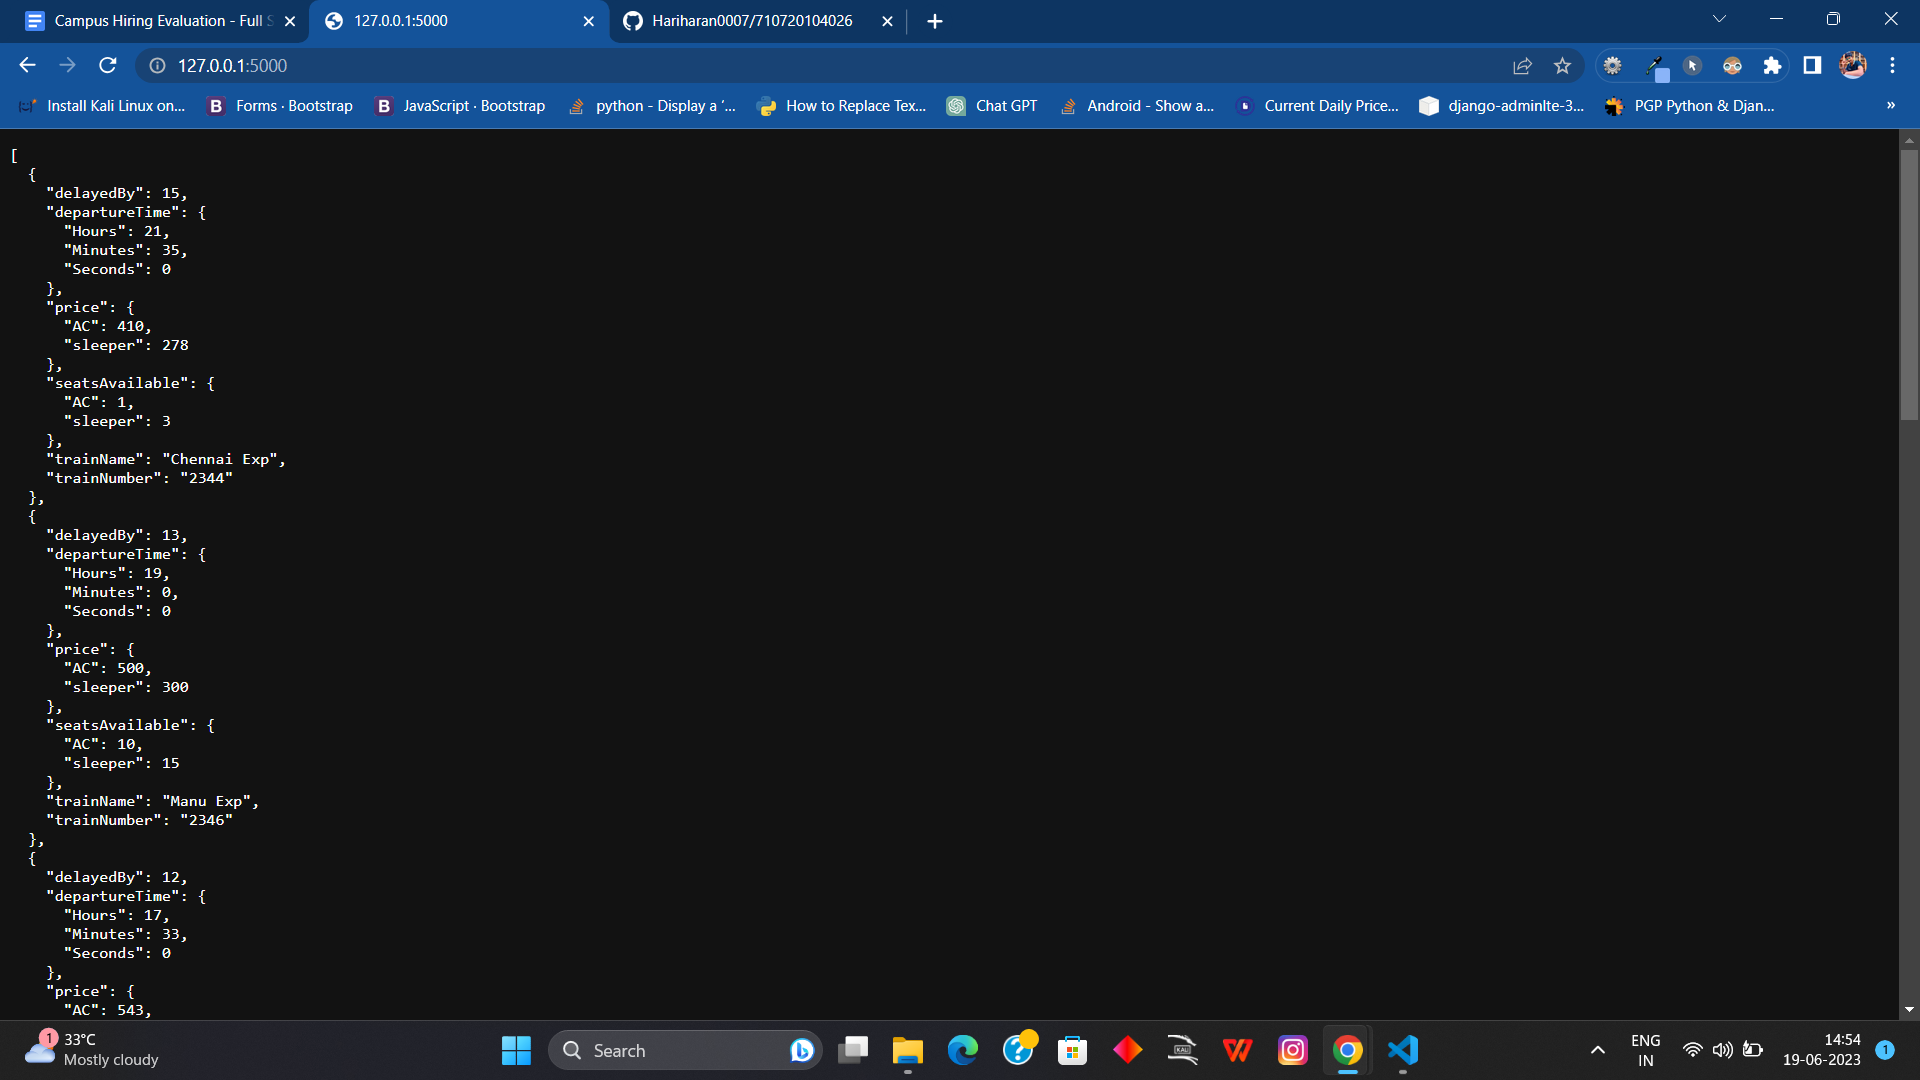 Campus Hiring Evaluation - Full S
127.0.0.1:5000
Hariharan0007/710720104026
127.0.0.1:5000
Install Kali Linux on...
Forms · Bootstrap
JavaScript · Bootstrap
python - Display a '...
How to Replace Tex...
Chat GPT
Android - Show a...
Current Daily Price...
django-adminlte-3...
PGP Python & Djan...
»
[
  {
    "delayedBy": 15,
    "departureTime": {
      "Hours": 21,
      "Minutes": 35,
      "Seconds": 0
    },
    "price": {
      "AC": 410,
      "sleeper": 278
    },
    "seatsAvailable": {
      "AC": 1,
      "sleeper": 3
    },
    "trainName": "Chennai Exp",
    "trainNumber": "2344"
  },
  {
    "delayedBy": 13,
    "departureTime": {
      "Hours": 19,
      "Minutes": 0,
      "Seconds": 0
    },
    "price": {
      "AC": 500,
      "sleeper": 300
    },
    "seatsAvailable": {
      "AC": 10,
      "sleeper": 15
    },
    "trainName": "Manu Exp",
    "trainNumber": "2346"
  },
  {
    "delayedBy": 12,
    "departureTime": {
      "Hours": 17,
      "Minutes": 33,
      "Seconds": 0
    },
    "price": {
      "AC": 543,
1
33°C
Mostly cloudy
Search
ENG
IN
14:54
19-06-2023
1